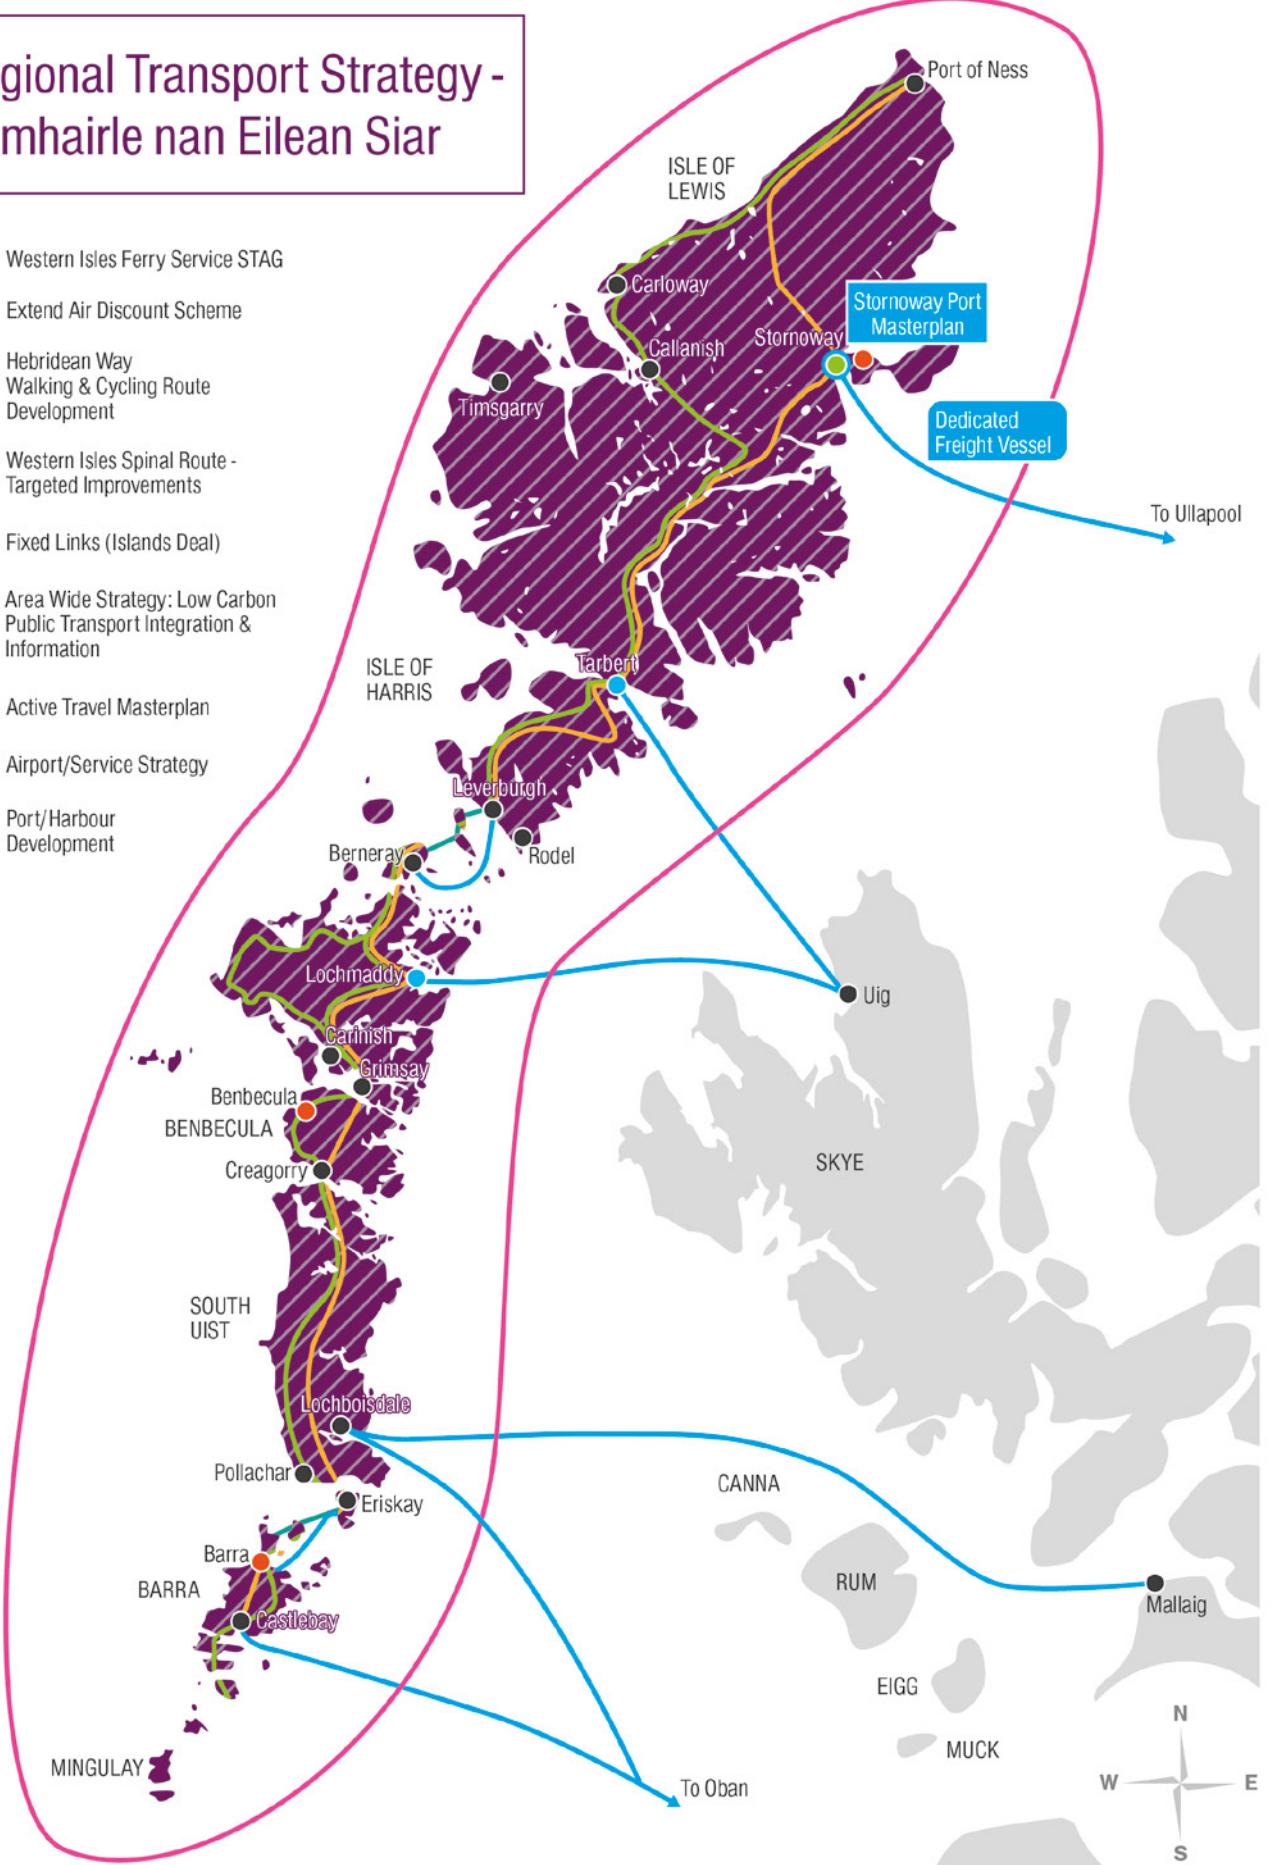 gional Transport Strategy -
mhairle nan Eilean Siar
Western Isles Ferry Service STAG
Extend Air Discount Scheme
Hebridean Way
Walking & Cycling Route
Development
Western Isles Spinal Route -
Targeted Improvements
Fixed Links (Islands Deal)
Area Wide Strategy: Low Carbon
Public Transport Integration &
Information
Active Travel Masterplan
Airport/Service Strategy
Port/Harbour
Development
Port of Ness
ISLE OF
LEWIS
Carloway
Stornoway Port
Masterplan
Stornoway
Callanish
Timsgarry
Dedicated
Freight Vessel
To Ullapool
ISLE OF
HARRIS
Tarbert
Leverburgh
Rodel
Berneray
Lochmaddy
Uig
Carinish
Grimsay
Benbecula
BENBECULA
Creagorry
SKYE
SOUTH
UIST
Lochboisdale
Pollachar
Eriskay
CANNA
Barra
BARRA
RUM
Castlebay
Mallaig
EIGG
MUCK
MINGULAY
To Oban
N
W
E
S